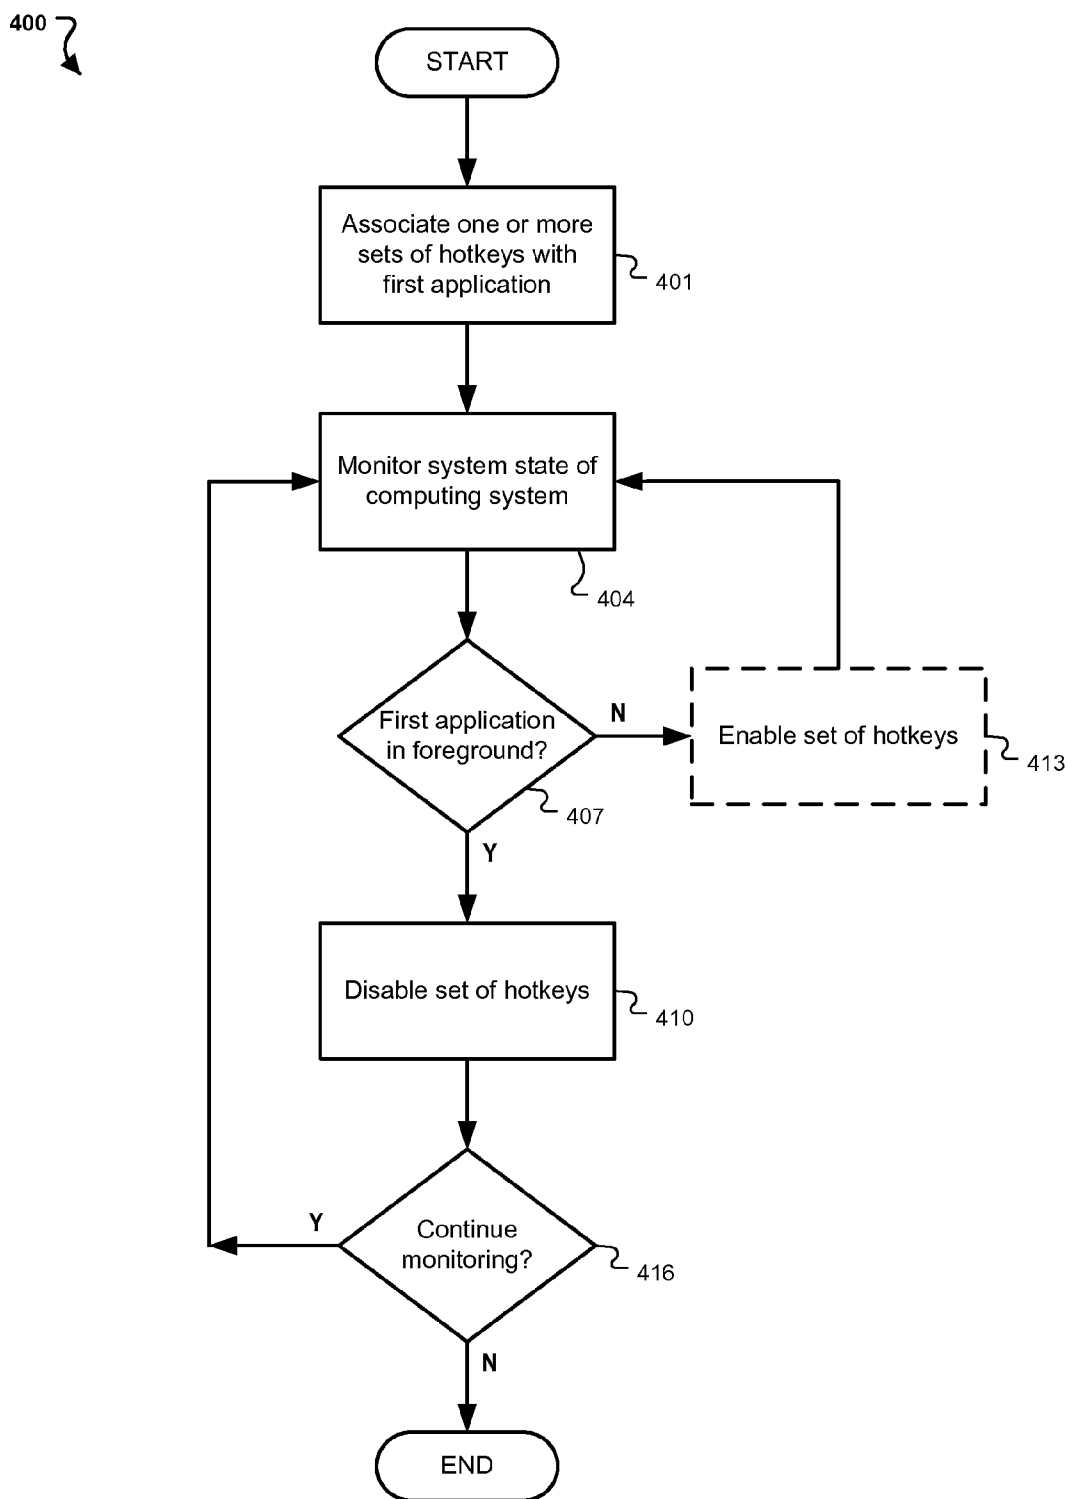 400
START
Associate one or more
sets of hotkeys with
first application
401
Monitor system state of
computing system
404
First application
in foreground?
N
407
Enable set of hotkeys
413
Y
Disable set of hotkeys
410
Y
Continue
monitoring?
416
N
END